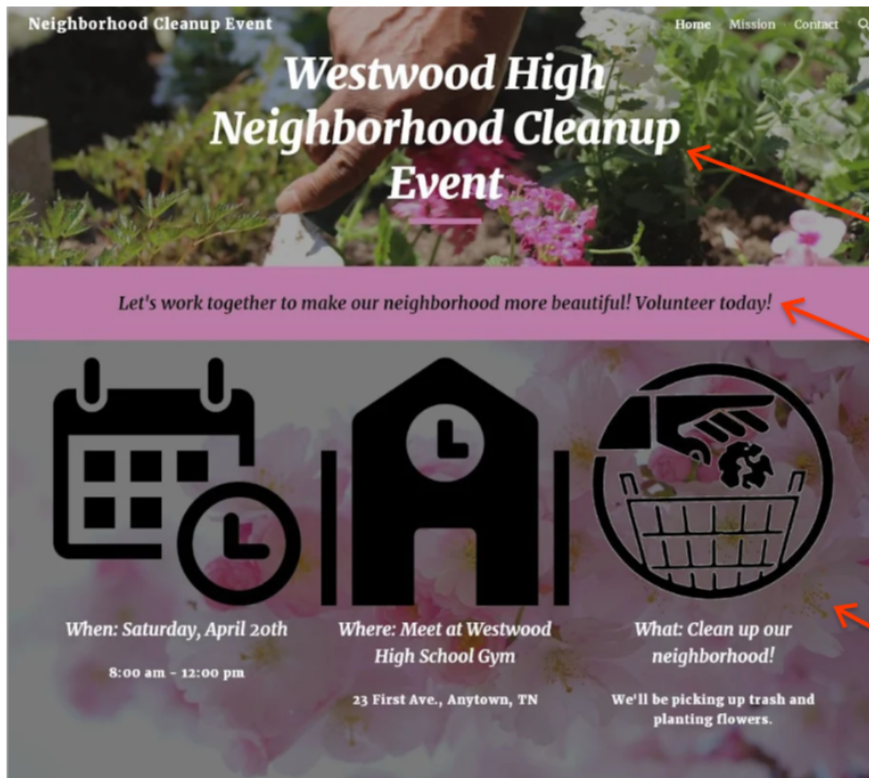 Neighborhood Cleanup Event
Home Mission Contact
Westwood High
Neighborhood Cleanup
Event
Let's work together to make our neighborhood more beautiful! Volunteer today!
When: Saturday, April 20th
8:00 am - 12:00 pm
Where: Meet at Westwood
High School Gym
23 First Ave., Anytown, TN
What: Clean up our
neighborhood!
We'll be picking up trash and
planting flowers.